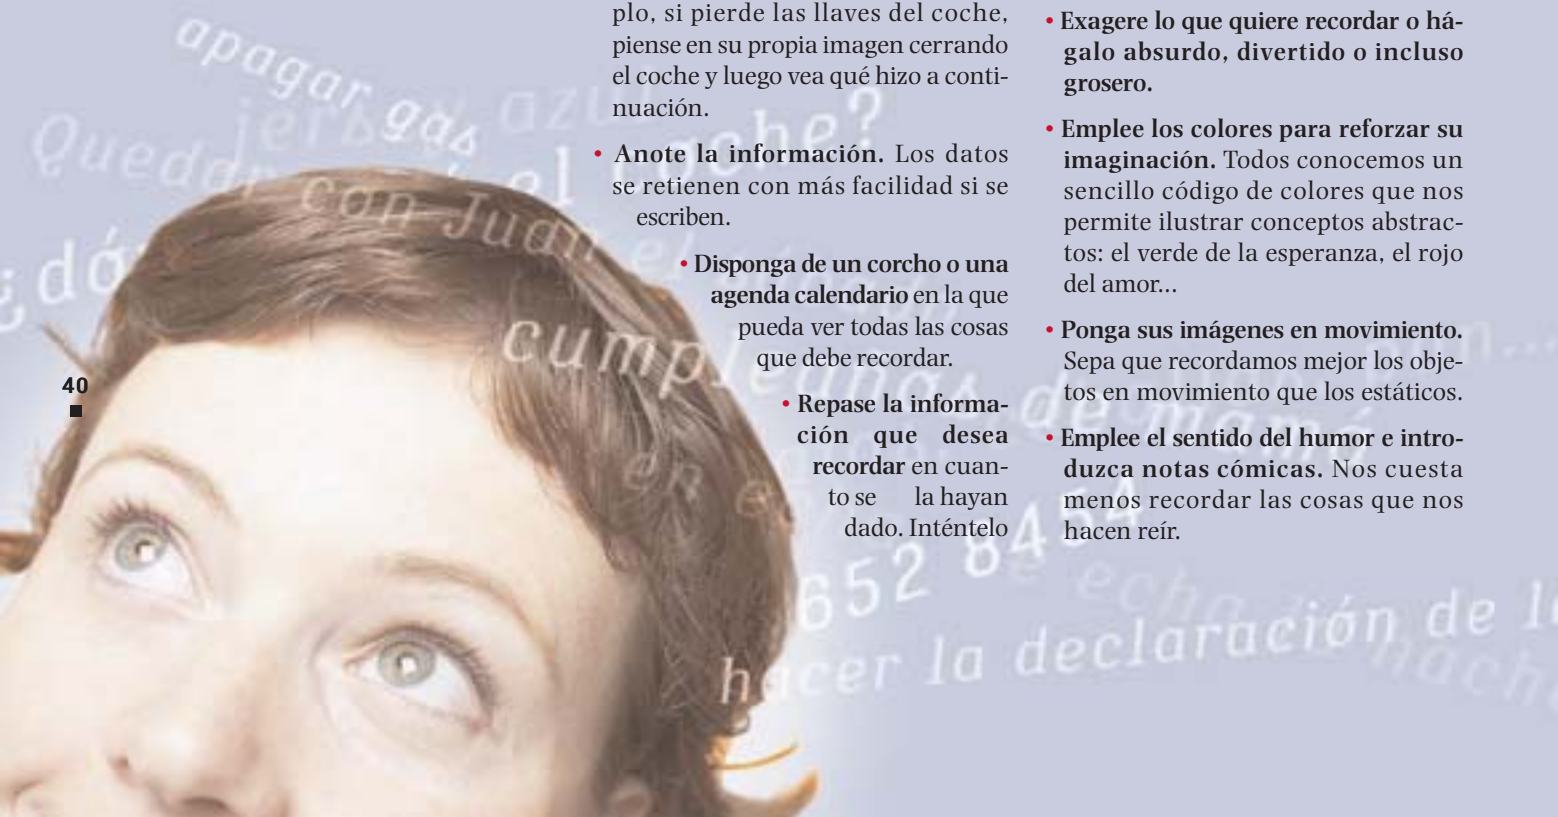 plo, si pierde las llaves del coche,
piense en su propia imagen cerrando
el coche y luego vea qué hizo a conti-
nuación.
• Anote la información. Los datos
se retienen con más facilidad si se
escriben.
• Disponga de un corcho o una
agenda calendario en la que
pueda ver todas las cosas
que debe recordar.
• Repase la informa-
ción que desea
recordar en cuan-
to se la hayan
dado. Inténtelo
• Exagere lo que quiere recordar o há-
galo absurdo, divertido o incluso
grosero.
• Emplee los colores para reforzar su
imaginación. Todos conocemos un
sencillo código de colores que nos
permite ilustrar conceptos abstrac-
tos: el verde de la esperanza, el rojo
del amor...
• Ponga sus imágenes en movimiento.
Sepa que recordamos mejor los obje-
tos en movimiento que los estáticos.
• Emplee el sentido del humor e intro-
duzca notas cómicas. Nos cuesta
menos recordar las cosas que nos
hacen reír.
40
apagar gas
azul
el coche?
Quedar con Juan el
cumpleaños de mamá
en
652 8454
hacer la declaración de